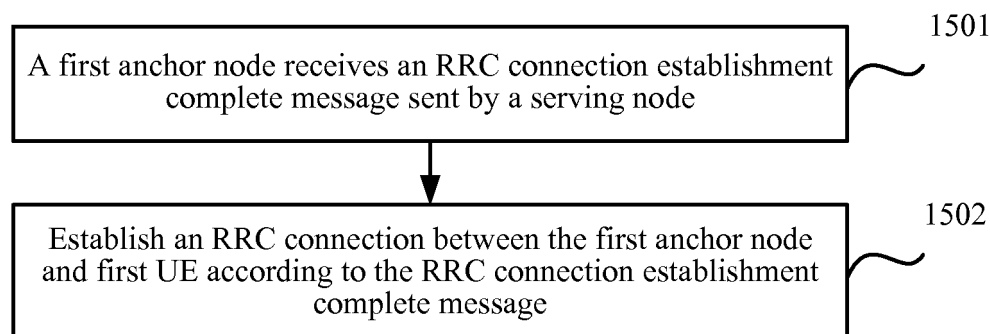 1501
A first anchor node receives an RRC connection establishment
complete message sent by a serving node
1502
Establish an RRC connection between the first anchor node
and first UE according to the RRC connection establishment
complete message